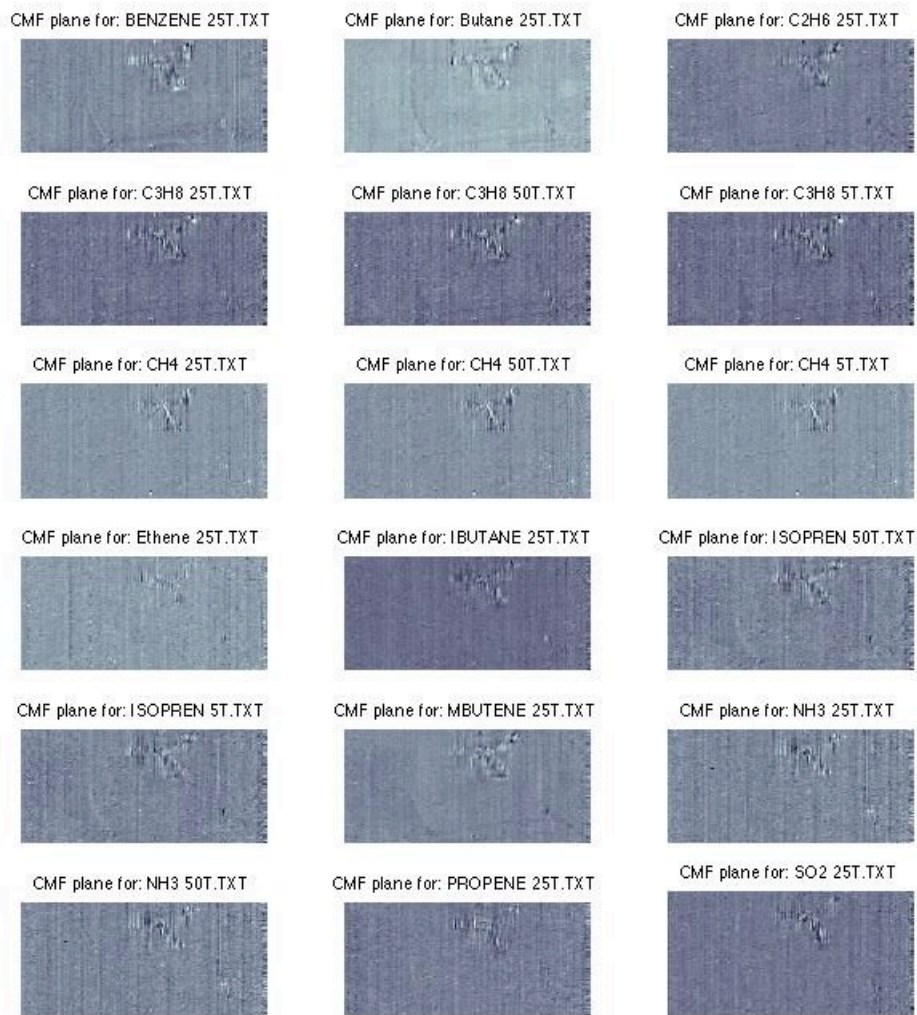 CMF plane for: BENZENE 25T.TXT
CMF plane for: Butane 25T.TXT
CMF plane for: C2H6 25T.TXT
CMF plane for: C3H8 25T.TXT
CMF plane for: C3H8 50T.TXT
CMF plane for: C3H8 5T.TXT
CMF plane for: CH4 25T.TXT
CMF plane for: CH4 50T.TXT
CMF plane for: CH4 5T.TXT
CMF plane for: Ethene 25T.TXT
CMF plane for: IBUTANE 25T.TXT
CMF plane for: ISOPREN 50T.TXT
CMF plane for: ISOPREN 5T.TXT
CMF plane for: MBUTENE 25T.TXT
CMF plane for: NH3 25T.TXT
CMF plane for: NH3 50T.TXT
CMF plane for: PROPENE 25T.TXT
CMF plane for: SO2 25T.TXT